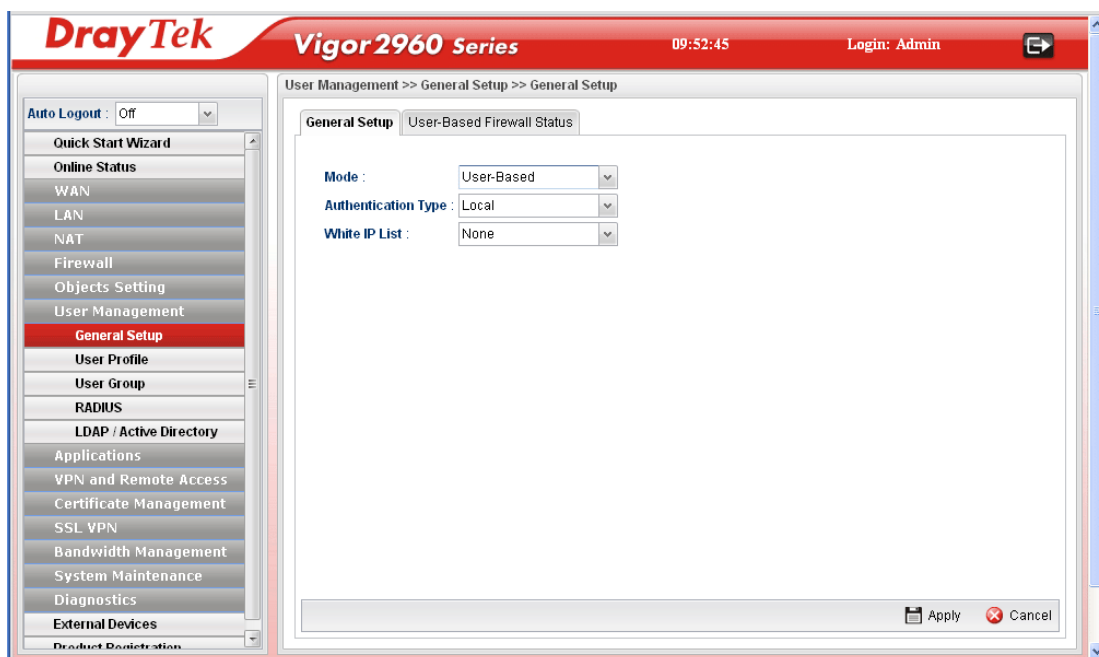 DrayTek
Vigor2960 Series
09:52:45
Login: Admin
Auto Logout : Off
Quick Start Wizard
Online Status
WAN
LAN
NAT
Firewall
Objects Setting
User Management
General Setup
User Profile
User Group
RADIUS
LDAP / Active Directory
Applications
VPN and Remote Access
Certificate Management
SSL VPN
Bandwidth Management
System Maintenance
Diagnostics
External Devices
Product Registration
User Management >> General Setup >> General Setup
General Setup User-Based Firewall Status
Mode : User-Based
Authentication Type : Local
White IP List : None
Apply Cancel